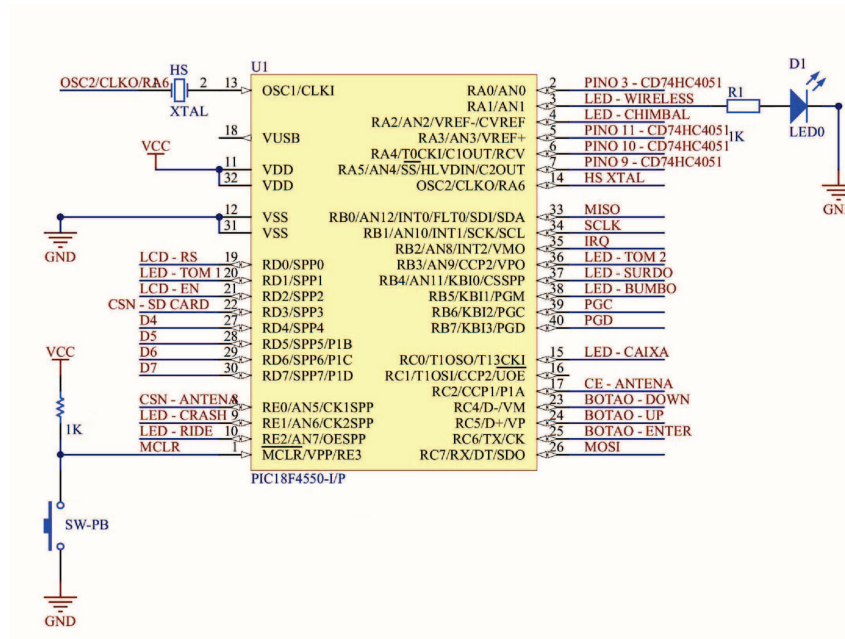 U1
HS
OSC2/CLKO/RA6 2 13 OSC1/CLKI
XTAL
18 VUSB
VCC
11 VDD
32 VDD
12 VSS
31 VSS
GND
LCD - RS 19 RD0/SPP0
LED - TOM 1 20 RD1/SPP1
LCD - EN 21 RD2/SPP2
CSN - SD CARD 22 RD3/SPP3
D4 27 RD4/SPP4
D5 28 RD5/SPP5/P1B
D6 29 RD6/SPP6/P1C
D7 30 RD7/SPP7/P1D
VCC
1K
CSN - ANTENA 8 RE0/AN5/CK1SPP
LED - CRASH 9 RE1/AN6/CK2SPP
LED - RIDE 10 RE2/AN7/OESPP
MCLR 1 MCLR/VPP/RE3
PIC18F4550-I/P
SW-PB
GND
RA0/AN0 2 PINO 3 - CD74HC4051
RA1/AN1 3 LED - WIRELESS
RA2/AN2/VREF-/CVREF 4 LED - CHIMBAL
RA3/AN3/VREF+ 5 PINO 11 - CD74HC4051
RA4/T0CKI/C1OUT/RCV 6 PINO 10 - CD74HC4051
RA5/AN4/SS/HLVDIN/C2OUT 7 PINO 9 - CD74HC4051
OSC2/CLKO/RA6 14 HS XTAL
RB0/AN12/INT0/FLT0/SDI/SDA 33 MISO
RB1/AN10/INT1/SCK/SCL 34 SCLK
RB2/AN8/INT2/VMO 35 IRQ
RB3/AN9/CCP2/VPO 36 LED - TOM 2
RB4/AN11/KBI0/CSSPP 37 LED - SURDO
RB5/KBI1/PGM 38 LED - BUMBO
RB6/KBI2/PGC 39 PGC
RB7/KBI3/PGD 40 PGD
RC0/T1OSO/T13CKI 15 LED - CAIXA
RC1/T1OSI/CCP2/UOE 16
RC2/CCP1/P1A 17 CE - ANTENA
RC4/D-/VM 23 BOTAO - DOWN
RC5/D+/VP 24 BOTAO - UP
RC6/TX/CK 25 BOTAO - ENTER
RC7/RX/DT/SDO 26 MOSI
D1
R1
1K
LED0
GN